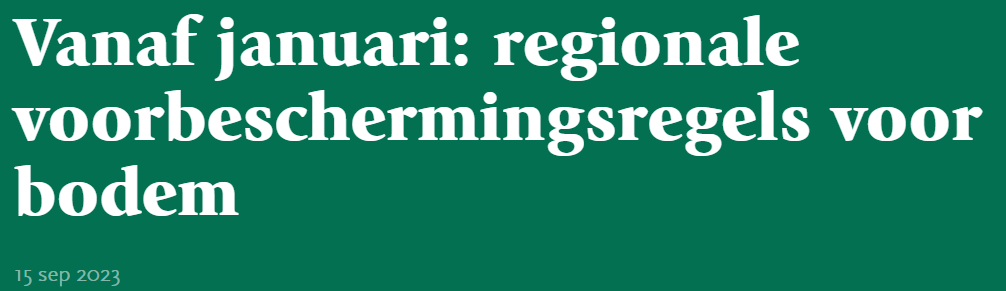 Vanaf januari: regionale
voorbeschermingsregels voor
bodem
15 sep 2023